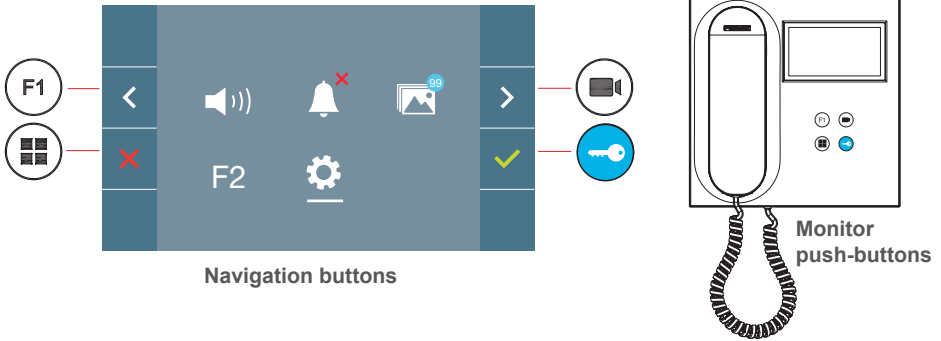 F1
99
F2
Navigation buttons
F1
Monitor
push-buttons